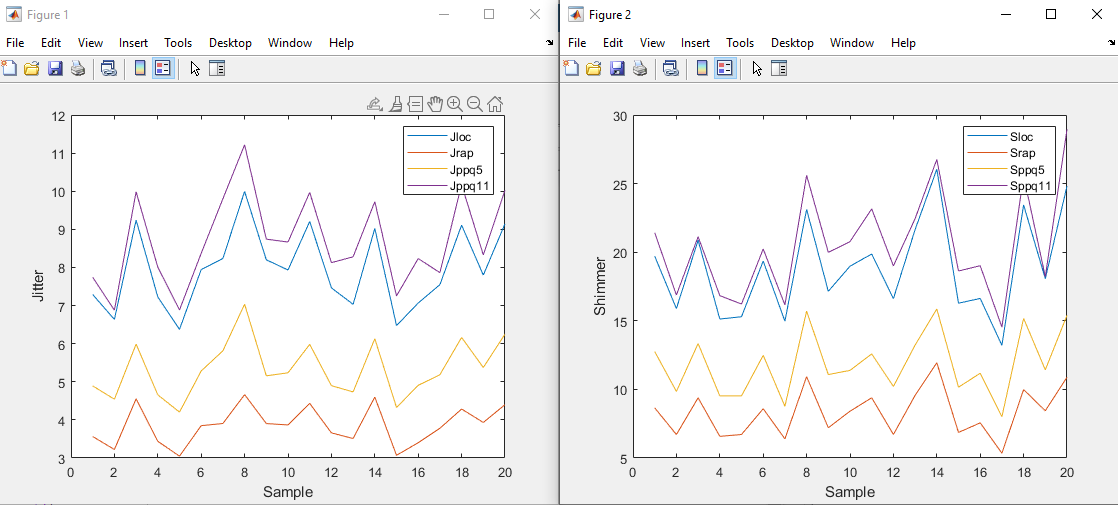 Figure 1
File Edit View Insert Tools Desktop Window Help
12
11
10
9
8
7
6
5
4
3
Jitter
Jloc
Jrap
Jppq5
Jppq11
0 2 4 6 8 10 12 14 16 18 20
Sample
Figure 2
File Edit View Insert Tools Desktop Window Help
30
25
20
15
10
5
Shimmer
Sloc
Srap
Sppq5
Sppq11
0 2 4 6 8 10 12 14 16 18 20
Sample